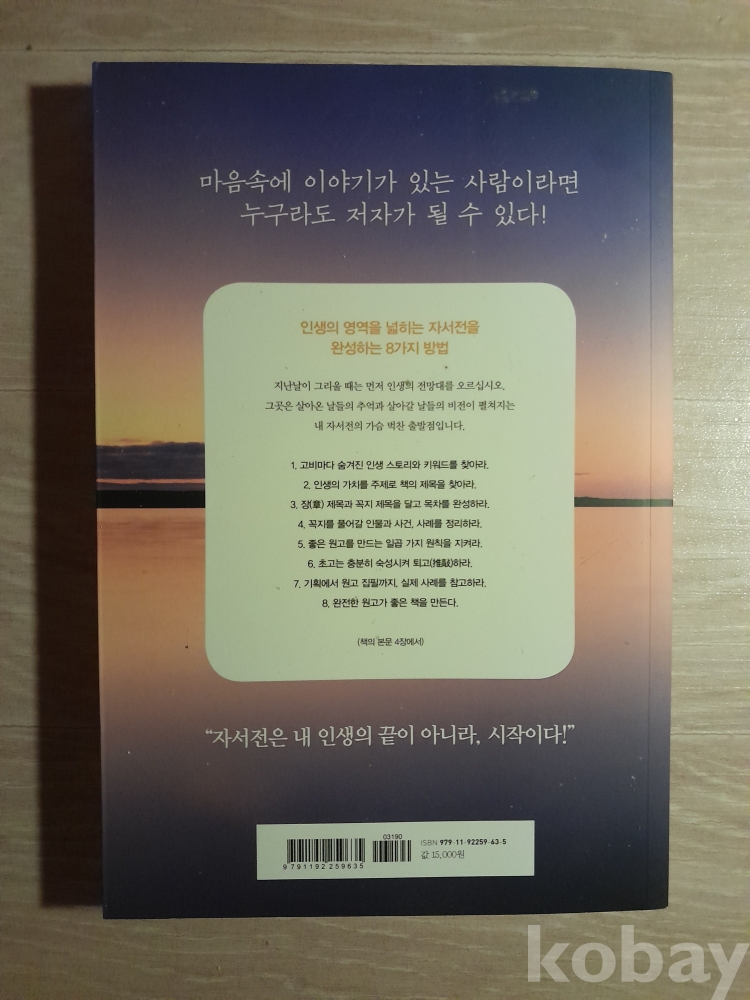 마음속에 이야기가 있는 사람이라면
누구라도 저자가 될 수 있다!
인생의 영역을 넓히는 자서전을
완성하는 8가지 방법
지난날이 그리울 때는 먼저 인생의 전망대를 오르십시오.
그곳은 살아온 날들의 추억과 살아갈 날들의 비전이 펼쳐지는
내 자서전의 가슴 벅찬 출발점입니다.
1. 고비마다 숨겨진 인생 스토리와 키워드를 찾아라.
2. 인생의 가치를 주제로 책의 제목을 찾아라.
3. 장(章) 제목과 꼭지 제목을 달고 목차를 완성하라.
4. 꼭지를 풀어갈 인물과 사건, 사례를 정리하라.
5. 좋은 원고를 만드는 일곱 가지 원칙을 지켜라.
6. 초고는 충분히 숙성시켜 퇴고(推敲)하라.
7. 기획에서 원고 집필까지, 실제 사례를 참고하라.
8. 완전한 원고가 좋은 책을 만든다.
(책의 본문 4장에서)
“자서전은 내 인생의 끝이 아니라, 시작이다!”
03190
ISBN 979-11-92259-63-5
값 15,000원
9 791192 259635
kobay